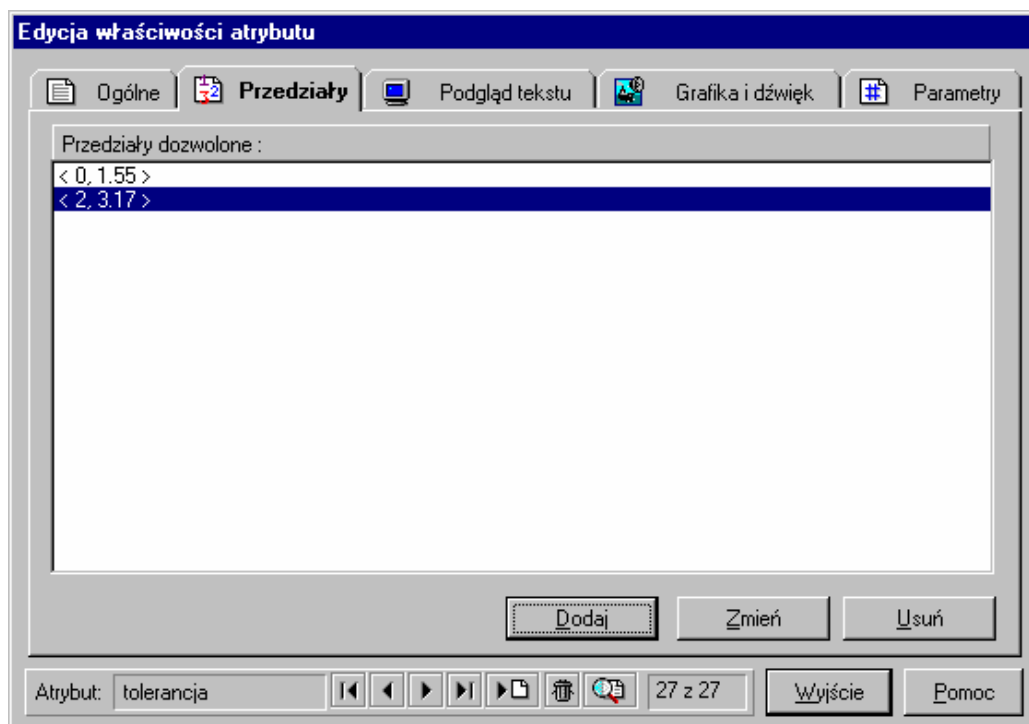 Edycja właściwości atrybutu
Ogólne Przedziały Podgląd tekstu Grafika i dźwięk Parametry
Przedziały dozwolone :
< 0, 1.55 >
< 2, 3.17 >
Dodaj Zmień Usuń
Atrybut: tolerancja 27 z 27 Wyjście Pomoc